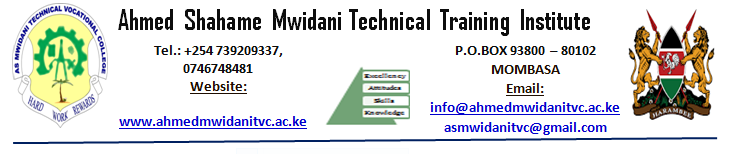 Ahmed Shahame Mwidani Technical Training Institute
AS MWIDANI TECHNICAL VOCATIONAL COLLEGE
HARD WORK REWARDS
Tel.: +254 739209337,
0746748481
Website:
www.ahmedmwidanitvc.ac.ke
Excellency
Attitudes
Skills
Knowledge
P.O.BOX 93800 – 80102
MOMBASA
Email:
info@ahmedmwidanitvc.ac.ke
asmwidanitvc@gmail.com
HARAMBEE